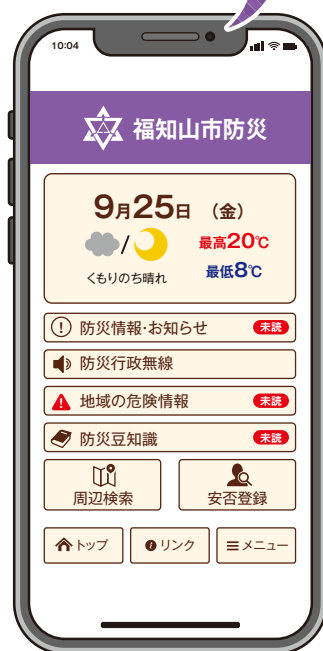 10:04
福知山市防災
9月25日 （金）
最高20℃
くもりのち晴れ
最低8℃
防災情報・お知らせ 未読
防災行政無線
地域の危険情報 未読
防災豆知識 未読
周辺検索 安否登録
トップ リンク メニュー